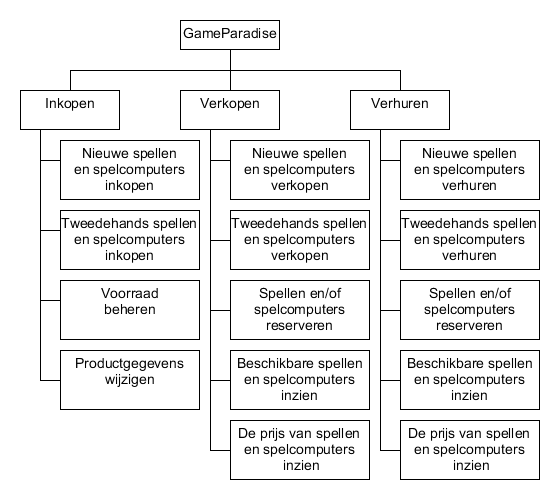 GameParadise
Inkopen
Nieuwe spellen
en spelcomputers
inkopen
Tweedehands spellen
en spelcomputers
inkopen
Voorraad
beheren
Productgegevens
wijzigen
Verkopen
Nieuwe spellen
en spelcomputers
verkopen
Tweedehands spellen
en spelcomputers
verkopen
Spellen en/of
spelcomputers
reserveren
Beschikbare spellen
en spelcomputers
inzien
De prijs van spellen
en spelcomputers
inzien
Verhuren
Nieuwe spellen
en spelcomputers
verhuren
Tweedehands spellen
en spelcomputers
verhuren
Spellen en/of
spelcomputers
reserveren
Beschikbare spellen
en spelcomputers
inzien
De prijs van spellen
en spelcomputers
inzien